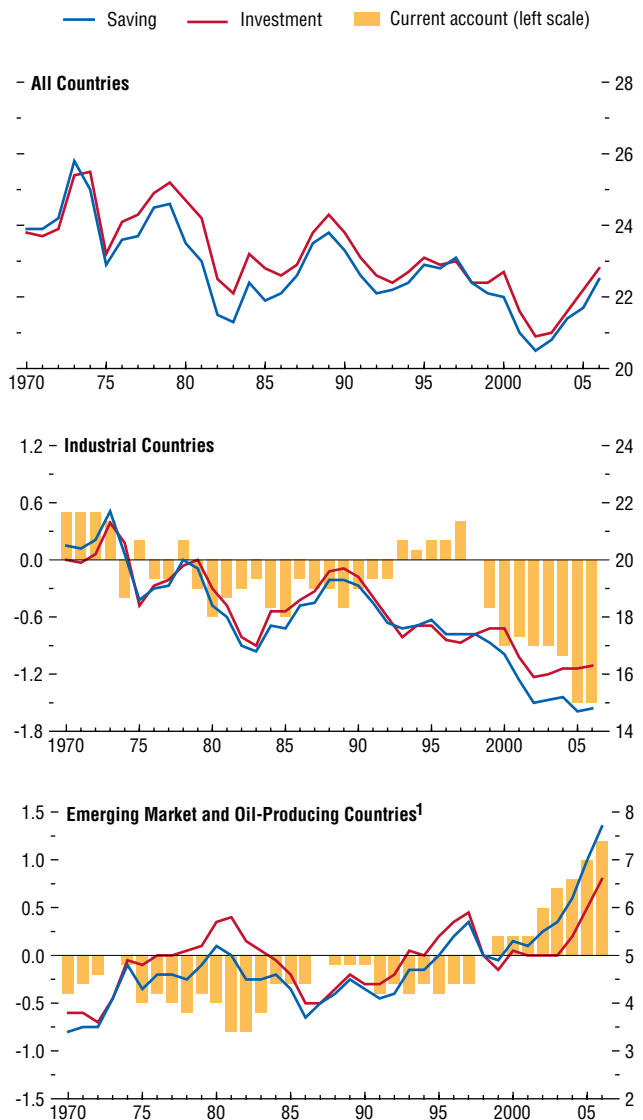 Saving Investment Current account (left scale)
All Countries
28
26
24
22
20
1970 75 80 85 90 95 2000 05
Industrial Countries
1.2 24
0.6 22
0.0 20
-0.6 18
-1.2 16
-1.8 14
1970 75 80 85 90 95 2000 05
Emerging Market and Oil-Producing Countries¹
1.5 8
1.0 7
0.5 6
0.0 5
-0.5 4
-1.0 3
-1.5 2
1970 75 80 85 90 95 2000 05